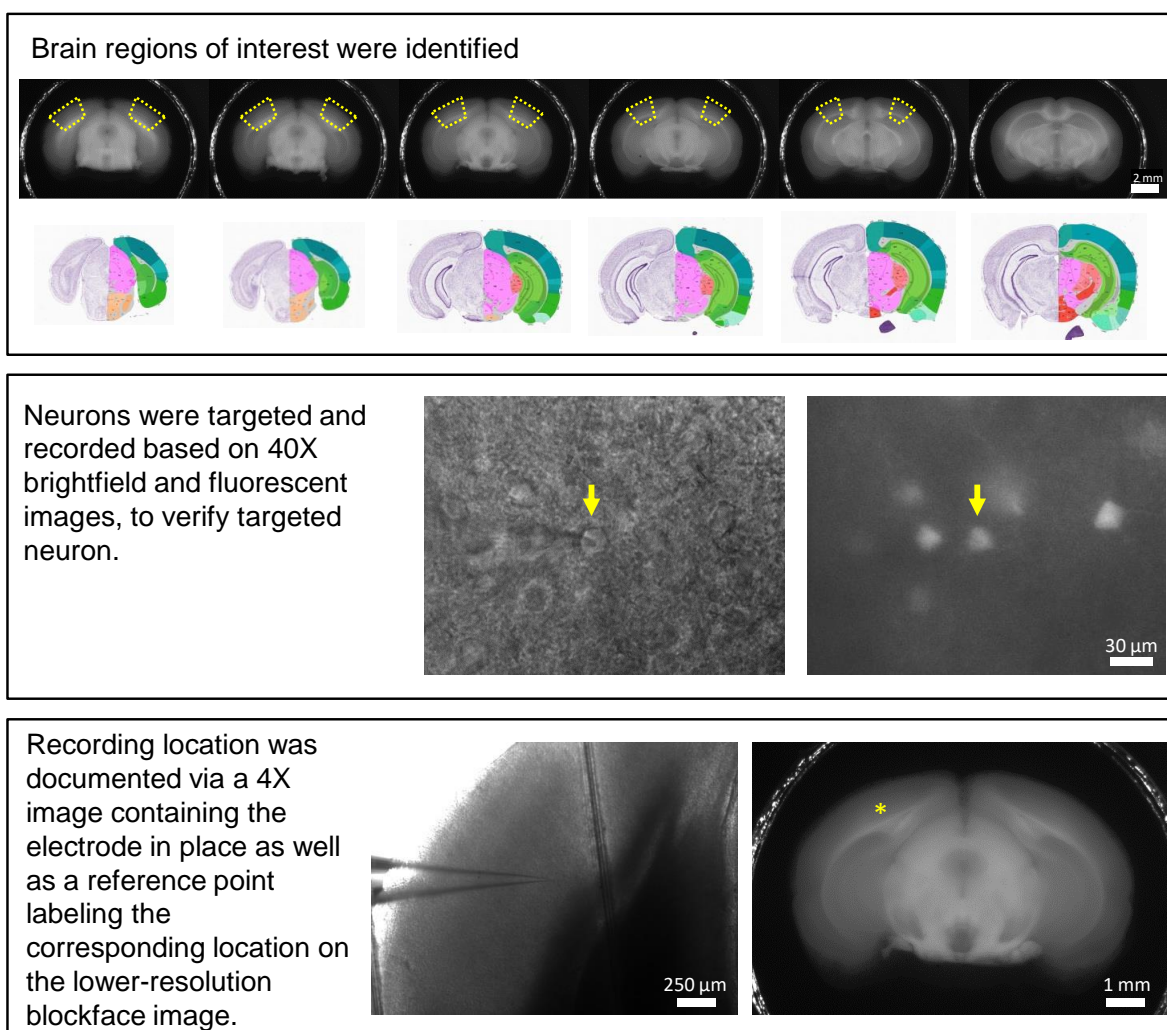 Brain regions of interest were identified
2 mm
Neurons were targeted and
recorded based on 40X
brightfield and fluorescent
images, to verify targeted
neuron.
30 µm
Recording location was
documented via a 4X
image containing the
electrode in place as well
as a reference point
labeling the
corresponding location on
the lower-resolution
blockface image.
250 µm
*
1 mm